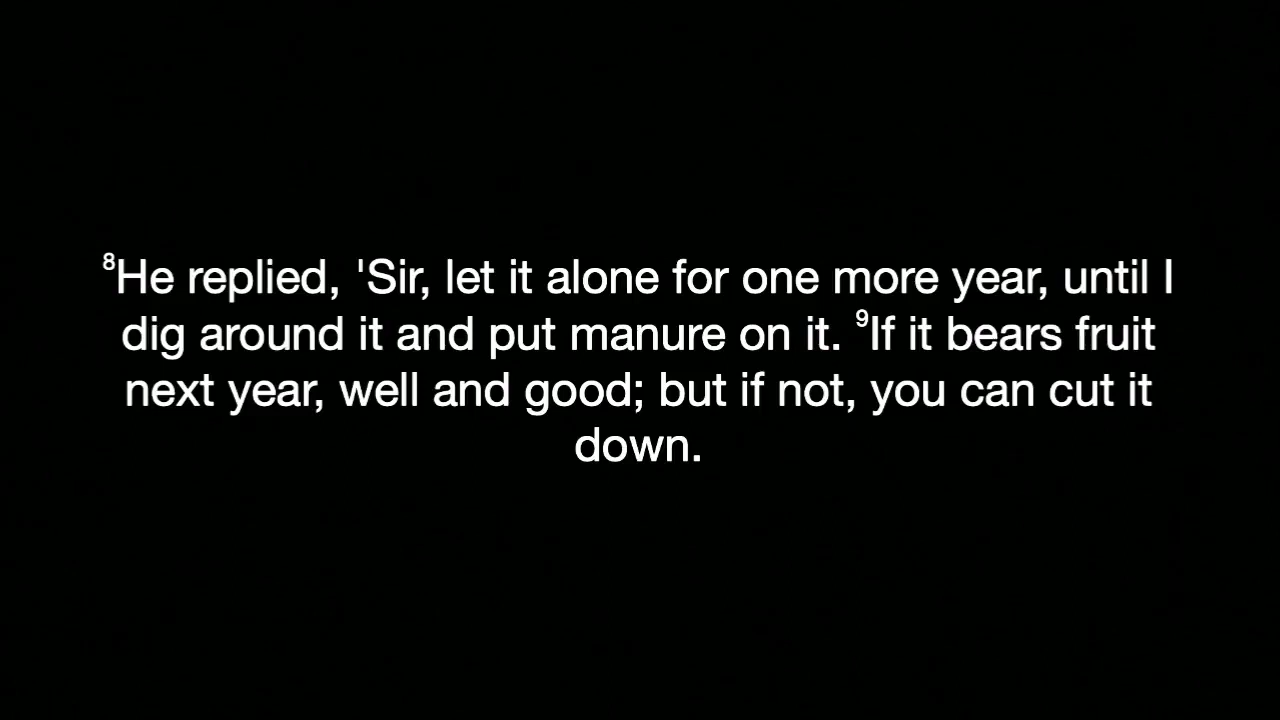 ⁸He replied, 'Sir, let it alone for one more year, until I
dig around it and put manure on it. ⁹If it bears fruit
next year, well and good; but if not, you can cut it
down.